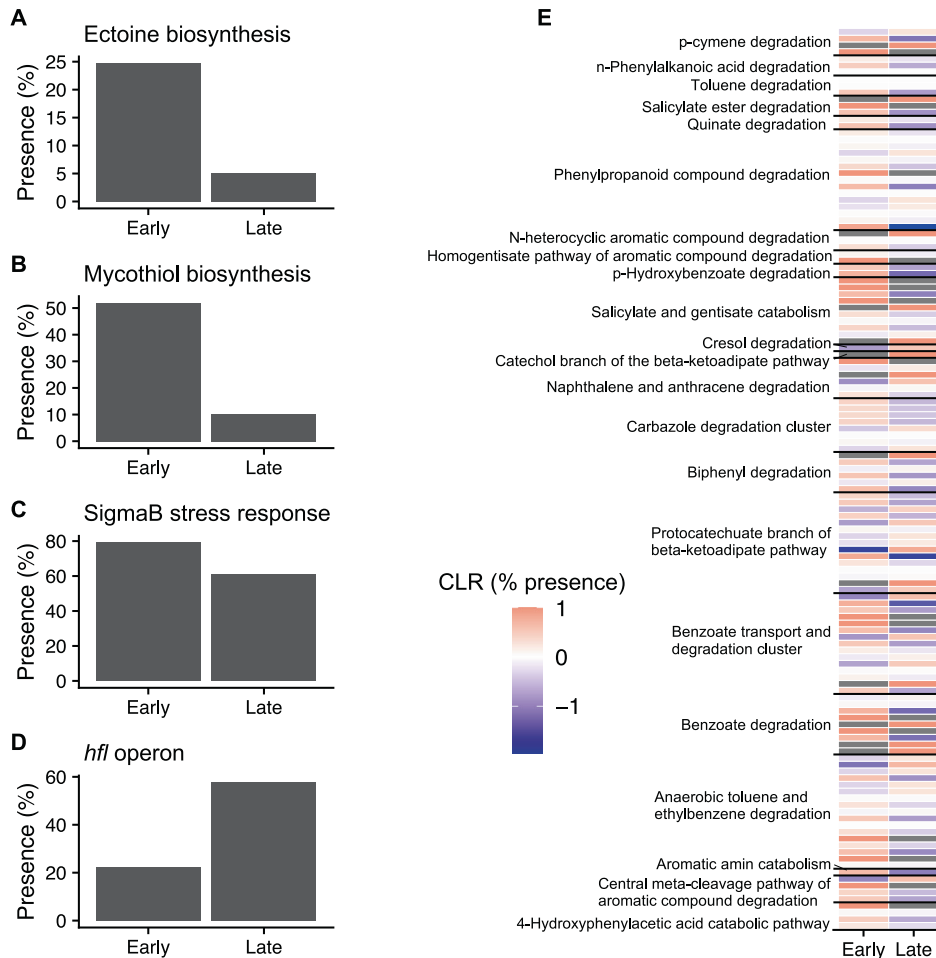 A
Ectoine biosynthesis
Presence (%)
25
20
15
10
5
0
Early
Late
B
Mycothiol biosynthesis
Presence (%)
50
40
30
20
10
0
Early
Late
C
SigmaB stress response
Presence (%)
80
60
40
20
0
Early
Late
D
hfl operon
Presence (%)
60
40
20
0
Early
Late
CLR (% presence)
1
0
−1
E
p-cymene degradation
n-Phenylalkanoic acid degradation
Toluene degradation
Salicylate ester degradation
Quinate degradation
Phenylpropanoid compound degradation
N-heterocyclic aromatic compound degradation
Homogentisate pathway of aromatic compound degradation
p-Hydroxybenzoate degradation
Salicylate and gentisate catabolism
Cresol degradation
Catechol branch of the beta-ketoadipate pathway
Naphthalene and anthracene degradation
Carbazole degradation cluster
Biphenyl degradation
Protocatechuate branch of
beta-ketoadipate pathway
Benzoate transport and
degradation cluster
Benzoate degradation
Anaerobic toluene and
ethylbenzene degradation
Aromatic amin catabolism
Central meta-cleavage pathway of
aromatic compound degradation
4-Hydroxyphenylacetic acid catabolic pathway
Early
Late